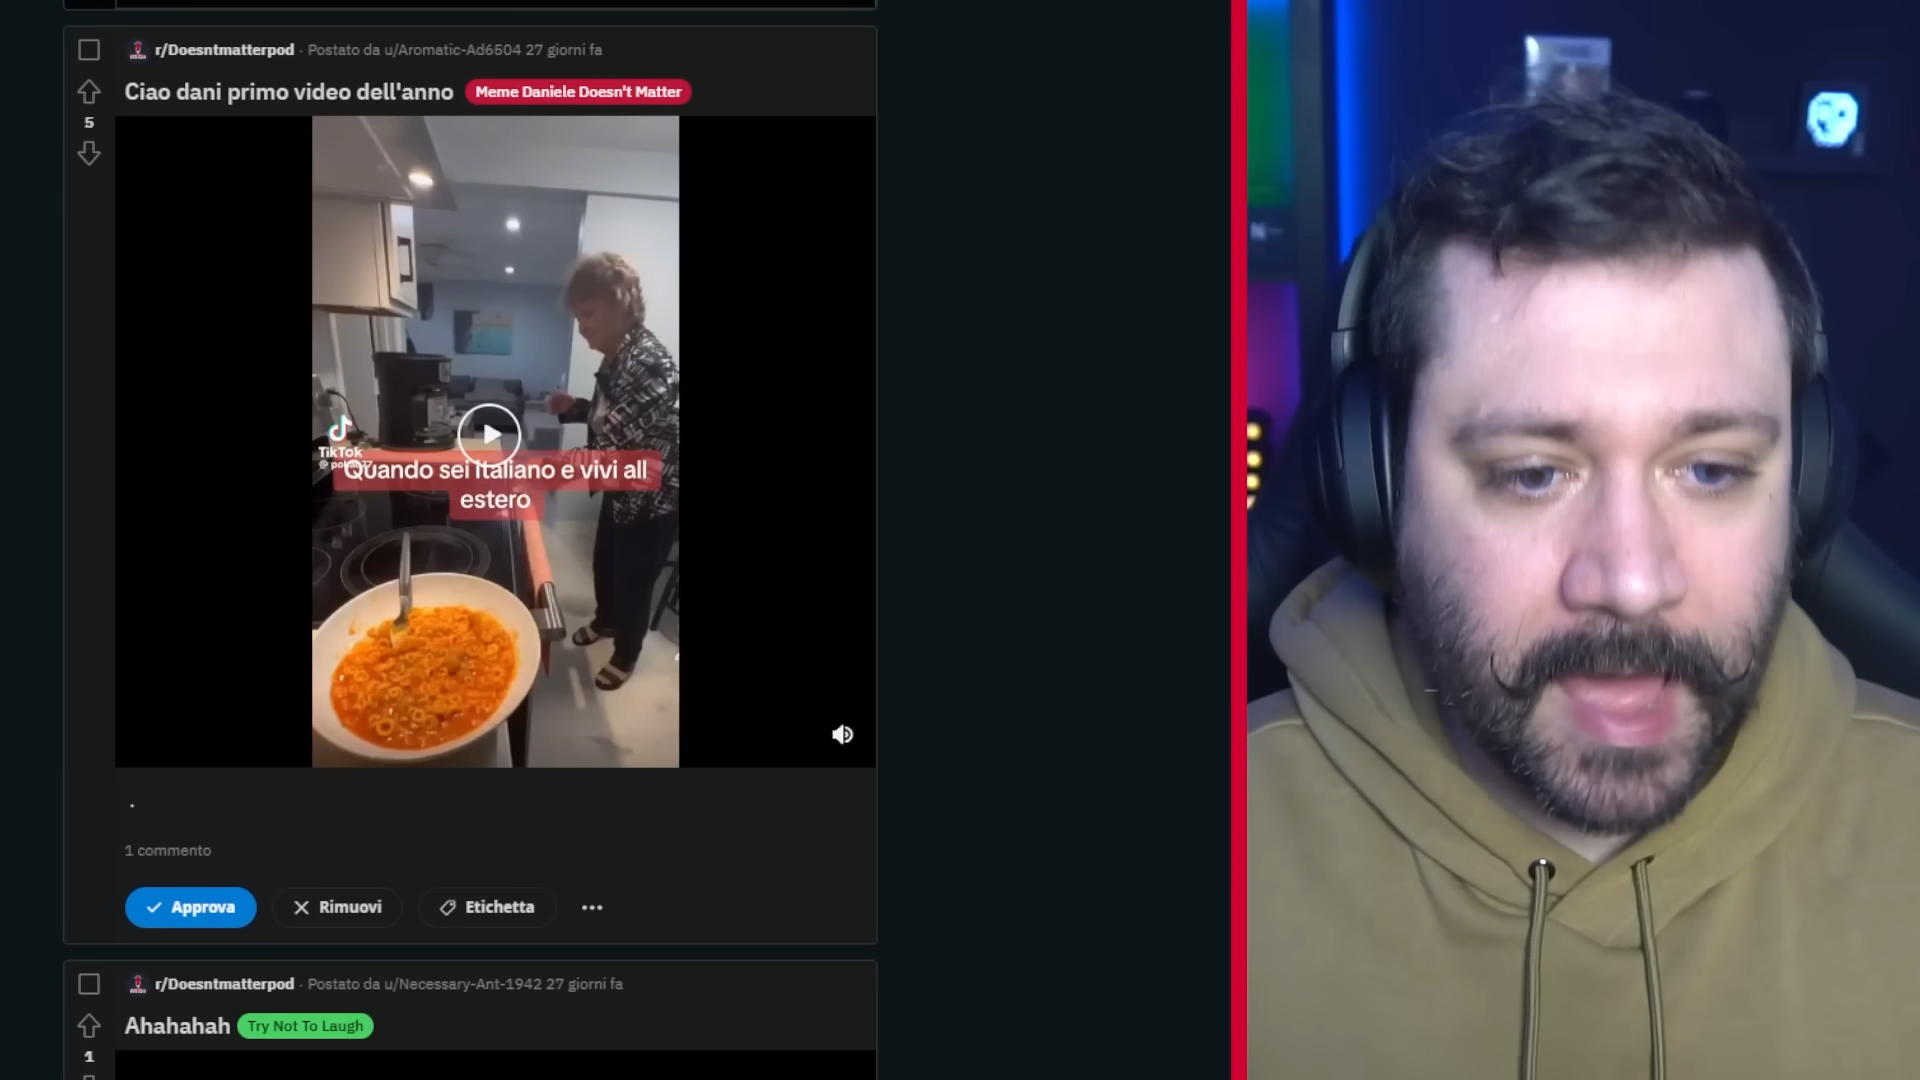 r/Doesntmatterpod · Postato da u/Aromatic-Ad6504 27 giorni fa
Ciao dani primo video dell'anno Meme Daniele Doesn't Matter
5
TikTok
Quando sei italiano e vivi all
estero
.
1 commento
Approva Rimuovi Etichetta ...
r/Doesntmatterpod · Postato da u/Necessary-Ant-1942 27 giorni fa
Ahahahah Try Not To Laugh
1